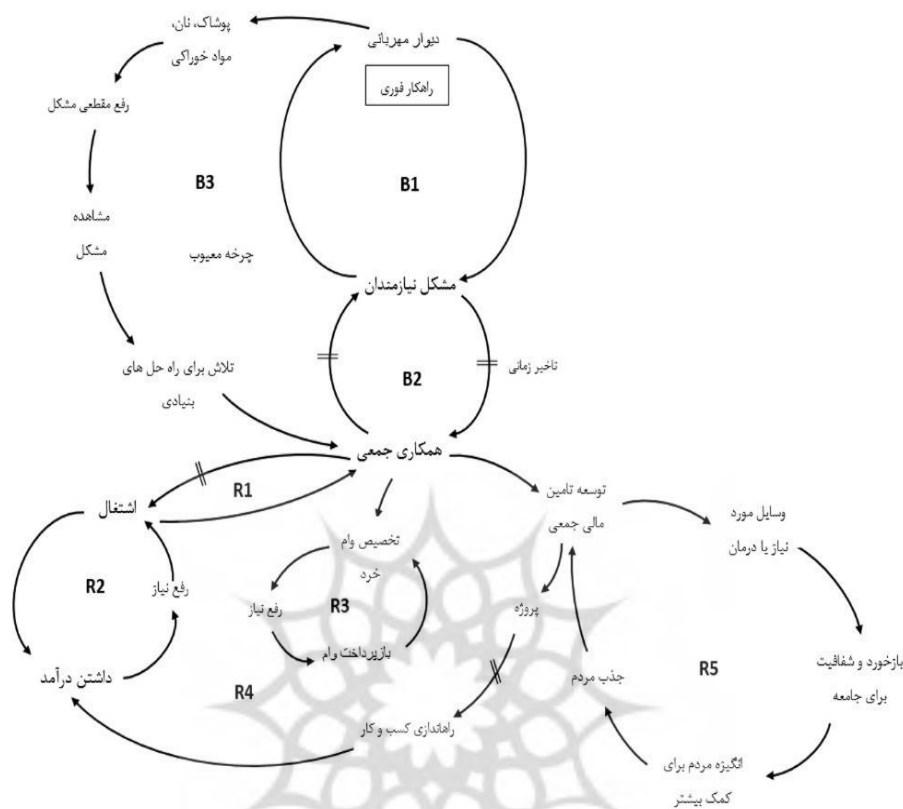 پوشاک، نان،
مواد خوراکی
دیوار مهربانی
راهکار فوری
رفع مقطعی مشکل
B3
B1
مشاهده
مشکل
چرخه معیوب
مشکل نیازمندان
تلاش برای راه حل های
بنیادی
B2
تاخیر زمانی
همکاری جمعی
R1
اشتغال
توسعه تامین
مالی جمعی
وسایل مورد
نیاز یا درمان
تخصیص وام
خرد
R2
رفع نیاز
رفع نیاز
R3
پروژه
بازپرداخت وام
داشتن درآمد
R4
جذب مردم
R5
بازخورد و شفافیت
برای جامعه
راهاندازی کسب و کار
انگیزه مردم برای
کمک بیشتر